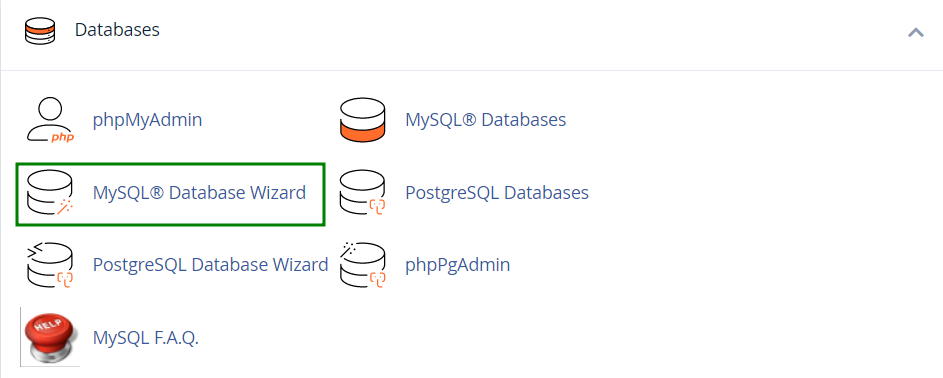 Databases
phpMyAdmin
php
MySQL® Databases
MySQL® Database Wizard
PostgreSQL Databases
PostgreSQL Database Wizard
phpPgAdmin
HELP
MySQL F.A.Q.